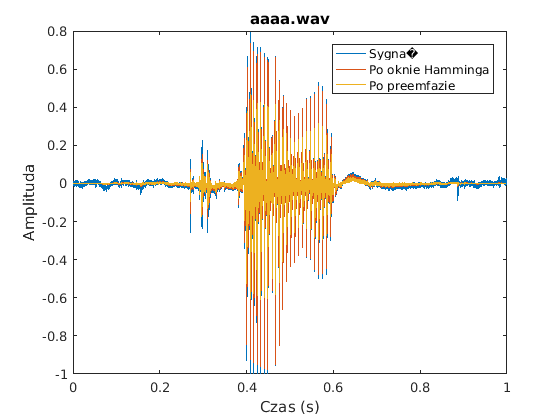 aaaa.wav
Sygna�
Po oknie Hamminga
Po preemfazie
Amplituda
0.8
0.6
0.4
0.2
0
-0.2
-0.4
-0.6
-0.8
-1
0
0.2
0.4
0.6
0.8
1
Czas (s)